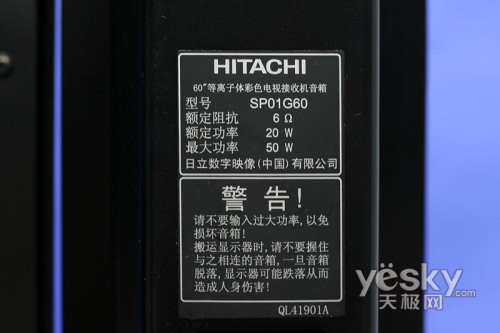 HITACHI
60"等离子体彩色电视接收机音箱
型号 SP01G60
额定阻抗 6 Ω
额定功率 20 W
最大功率 50 W
日立数字映像(中国)有限公司
警告!
请不要输入过大功率,以免
损坏音箱!
搬运显示器时,请不要握住
与之相连的音箱,一旦音箱
脱落,显示器可能跌落从而
造成人身伤害!
QL41901A
yesky
天极网